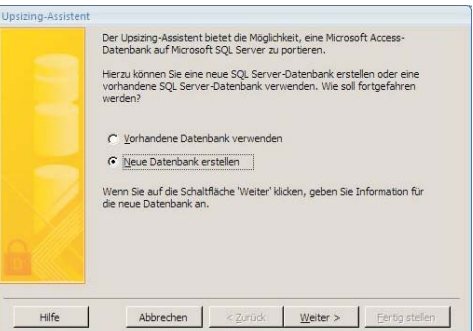 Upsizing-Assistent
Der Upsizing-Assistent bietet die Möglichkeit, eine Microsoft Access-
Datenbank auf Microsoft SQL Server zu portieren.
Hierzu können Sie eine neue SQL Server-Datenbank erstellen oder eine
vorhandene SQL Server-Datenbank verwenden. Wie soll fortgefahren
werden?
Vorhandene Datenbank verwenden
Neue Datenbank erstellen
Wenn Sie auf die Schaltfläche 'Weiter' klicken, geben Sie Information für
die neue Datenbank an.
Hilfe Abbrechen < Zurück Weiter > Fertig stellen